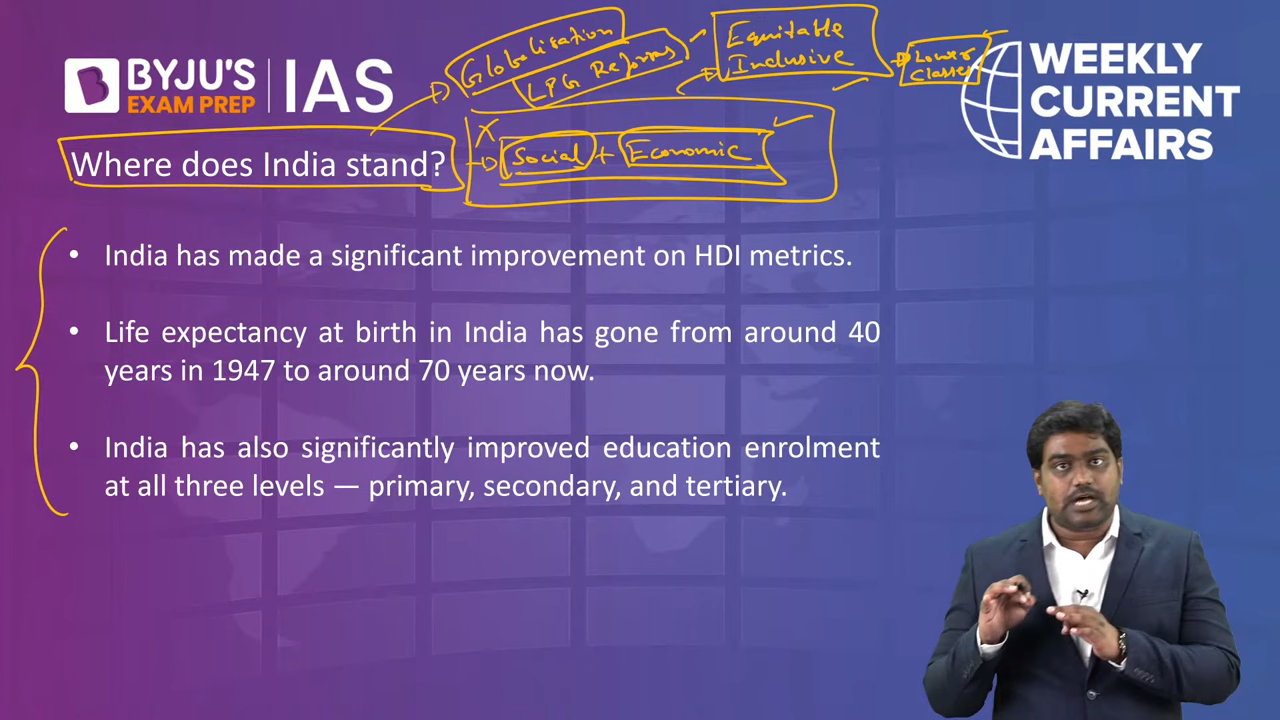 BYJU'S
EXAM PREP
IAS
Globalisation
LPG Reforms
Equitable
Inclusive
Lower
Classes
WEEKLY
CURRENT
AFFAIRS
Where does India stand?
Social + Economic
• India has made a significant improvement on HDI metrics.
• Life expectancy at birth in India has gone from around 40
years in 1947 to around 70 years now.
• India has also significantly improved education enrolment
at all three levels — primary, secondary, and tertiary.